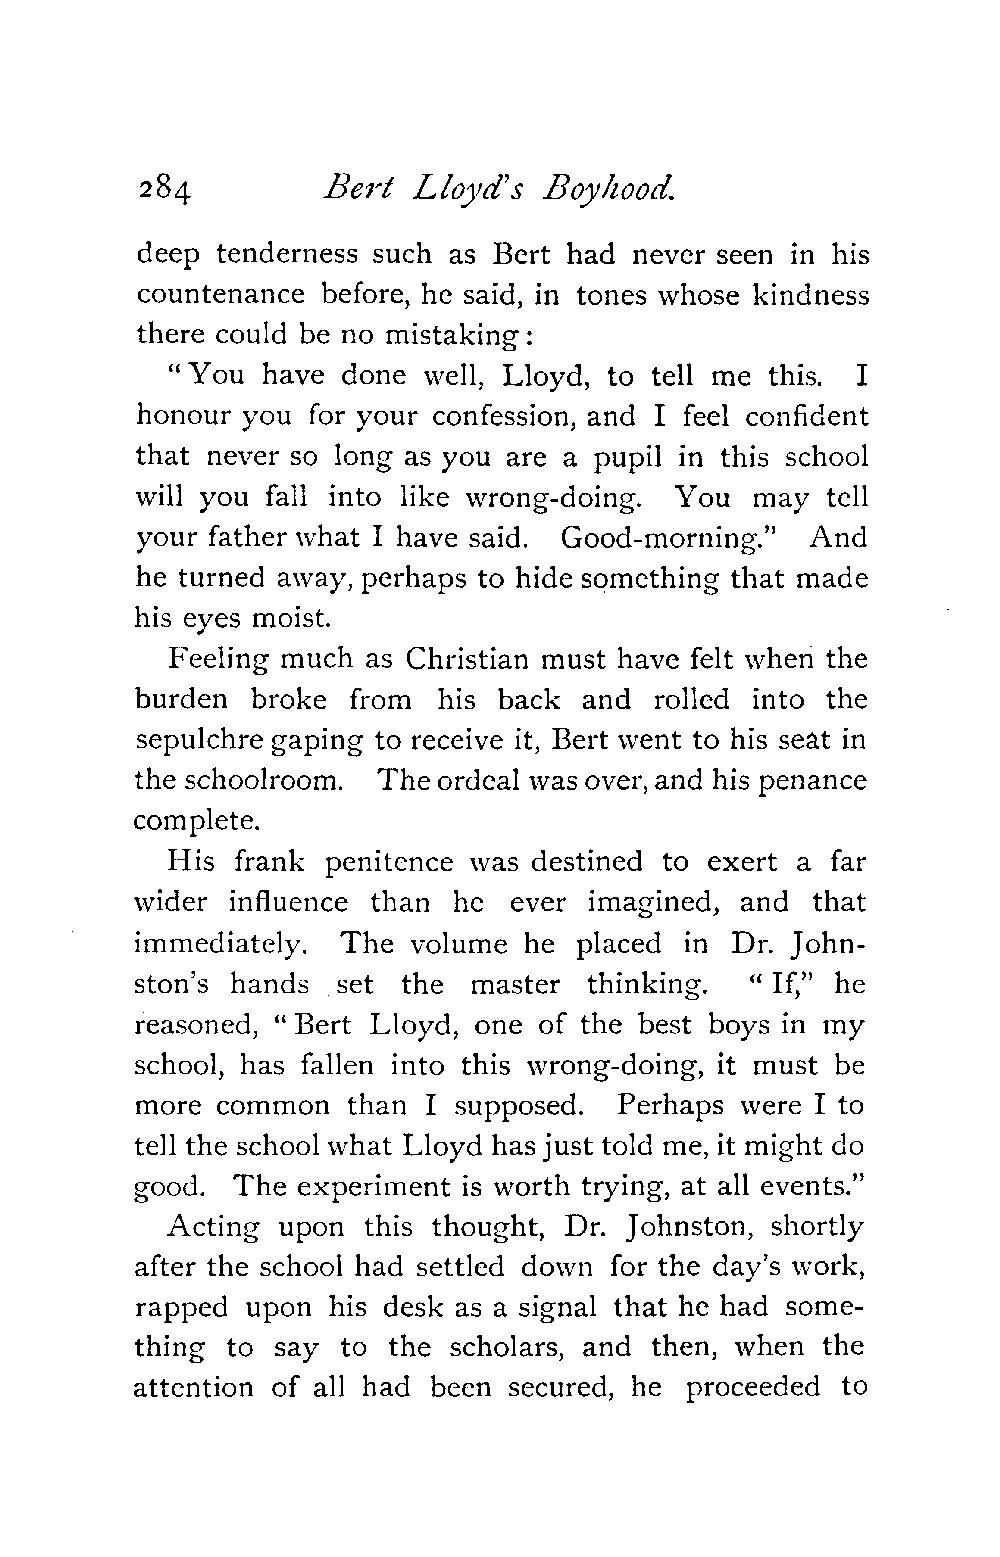 284 Bert Lloyd's Boyhood.
deep tenderness such as Bert had never seen in his
countenance before, he said, in tones whose kindness
there could be no mistaking:
"You have done well, Lloyd, to tell me this. I
honour you for your confession, and I feel confident
that never so long as you are a pupil in this school
will you fall into like wrong-doing. You may tell
your father what I have said. Good-morning." And
he turned away, perhaps to hide something that made
his eyes moist.
Feeling much as Christian must have felt when the
burden broke from his back and rolled into the
sepulchre gaping to receive it, Bert went to his seat in
the schoolroom. The ordeal was over, and his penance
complete.
His frank penitence was destined to exert a far
wider influence than he ever imagined, and that
immediately. The volume he placed in Dr. John-
ston's hands set the master thinking. "If," he
reasoned, "Bert Lloyd, one of the best boys in my
school, has fallen into this wrong-doing, it must be
more common than I supposed. Perhaps were I to
tell the school what Lloyd has just told me, it might do
good. The experiment is worth trying, at all events."
Acting upon this thought, Dr. Johnston, shortly
after the school had settled down for the day's work,
rapped upon his desk as a signal that he had some-
thing to say to the scholars, and then, when the
attention of all had been secured, he proceeded to